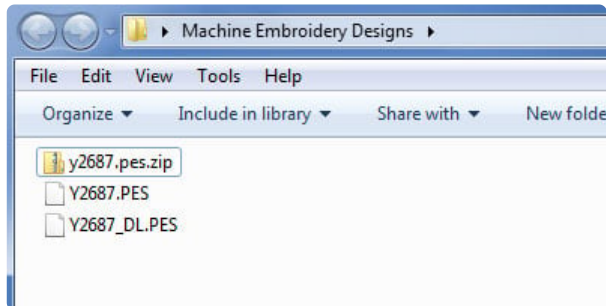 Machine Embroidery Designs
File Edit View Tools Help
Organize Include in library Share with New folde
y2687.pes.zip
Y2687.PES
Y2687_DL.PES